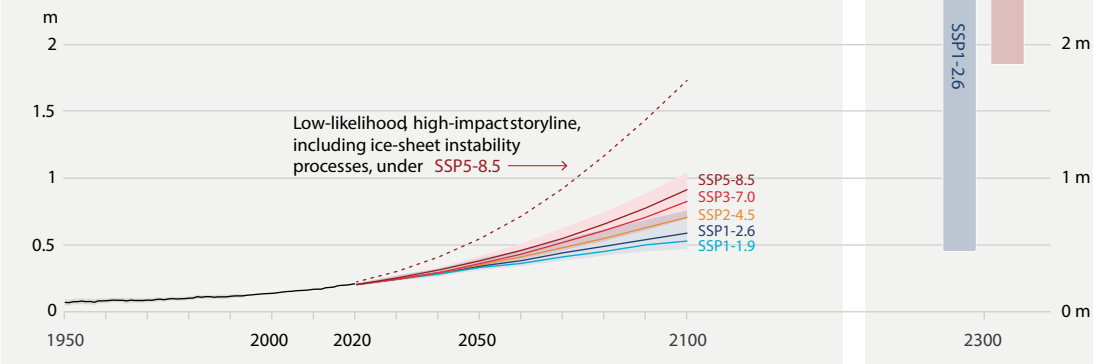 m
2
1.5
1
0.5
0
Low-likelihood, high-impact storyline,
including ice-sheet instability
processes, under SSP5-8.5
SSP5-8.5
SSP3-7.0
SSP2-4.5
SSP1-2.6
SSP1-1.9
1950
2000
2020
2050
2100
SSP1-2.6
2 m
1 m
0 m
2300